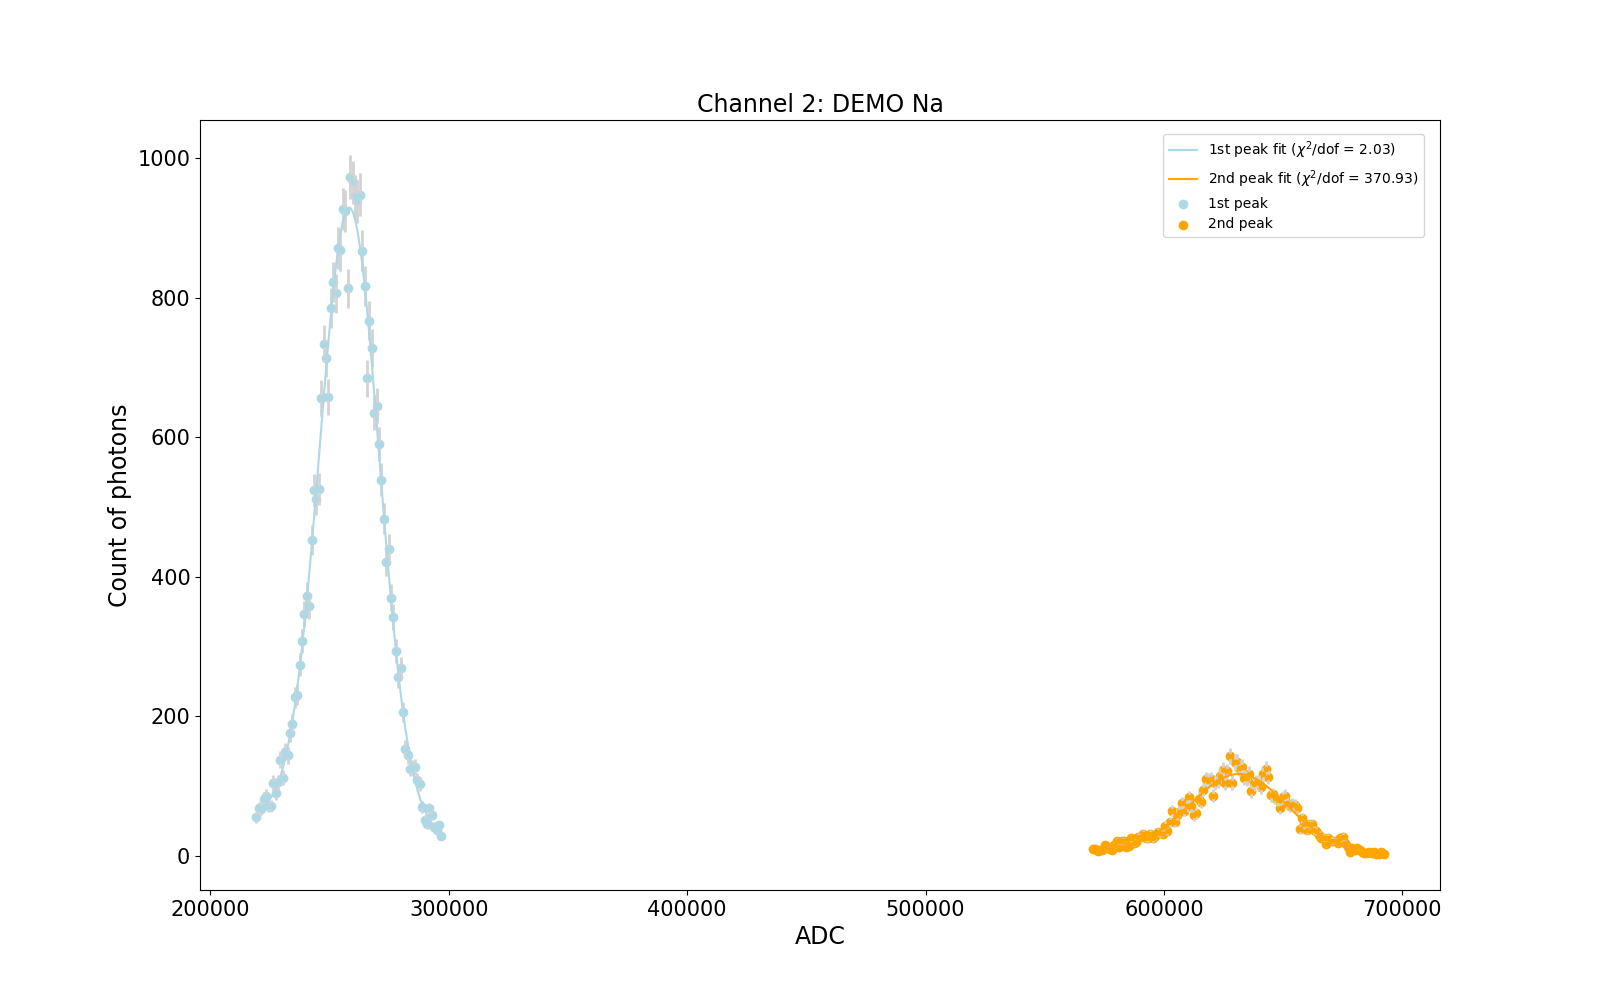 Channel 2: DEMO Na
1st peak fit (χ²/dof = 2.03)
2nd peak fit (χ²/dof = 370.93)
1st peak
2nd peak
1000
800
600
400
200
0
Count of photons
200000 300000 400000 500000 600000 700000
ADC